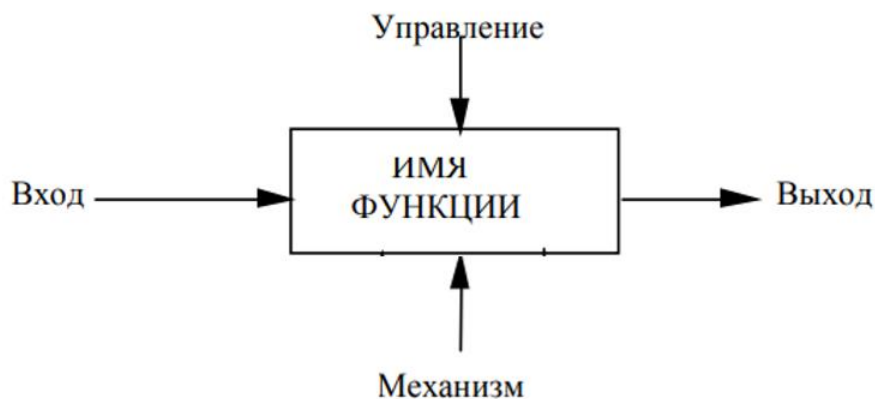 Управление
ИМЯ
ФУНКЦИИ
Вход
Выход
Механизм